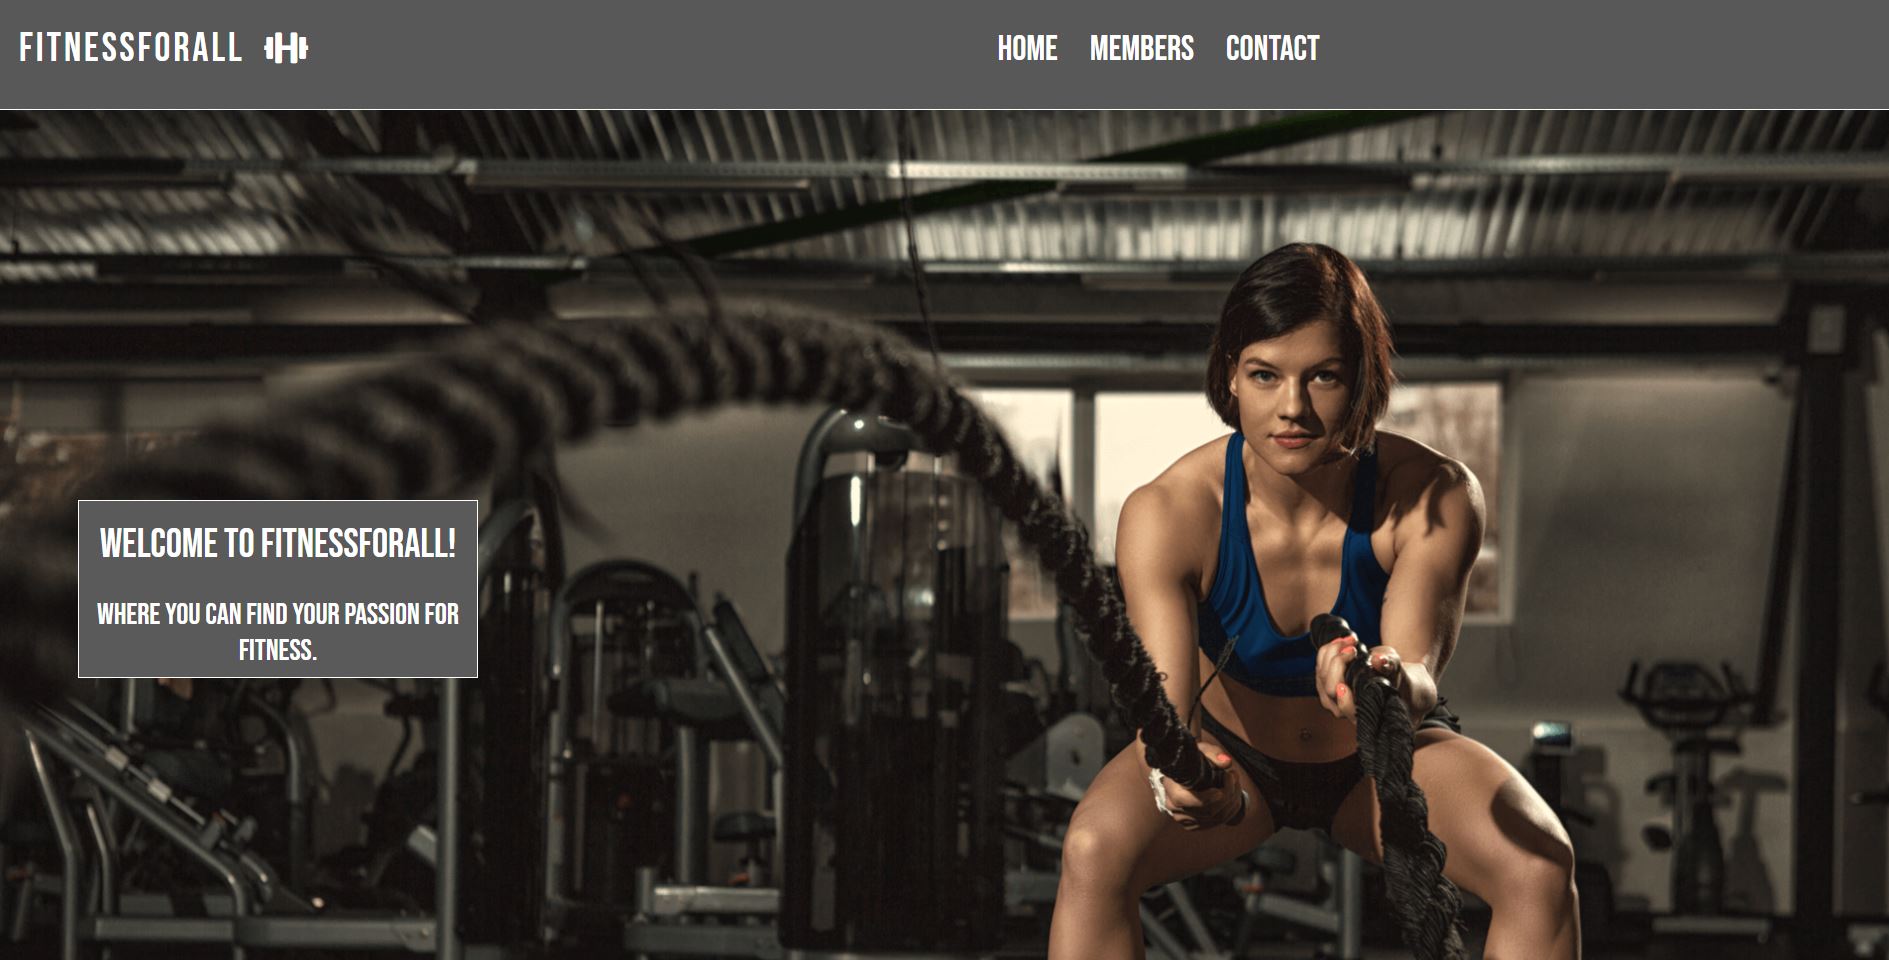 FITNESSFORALL
HOME MEMBERS CONTACT
WELCOME TO FITNESSFORALL!
WHERE YOU CAN FIND YOUR PASSION FOR
FITNESS.